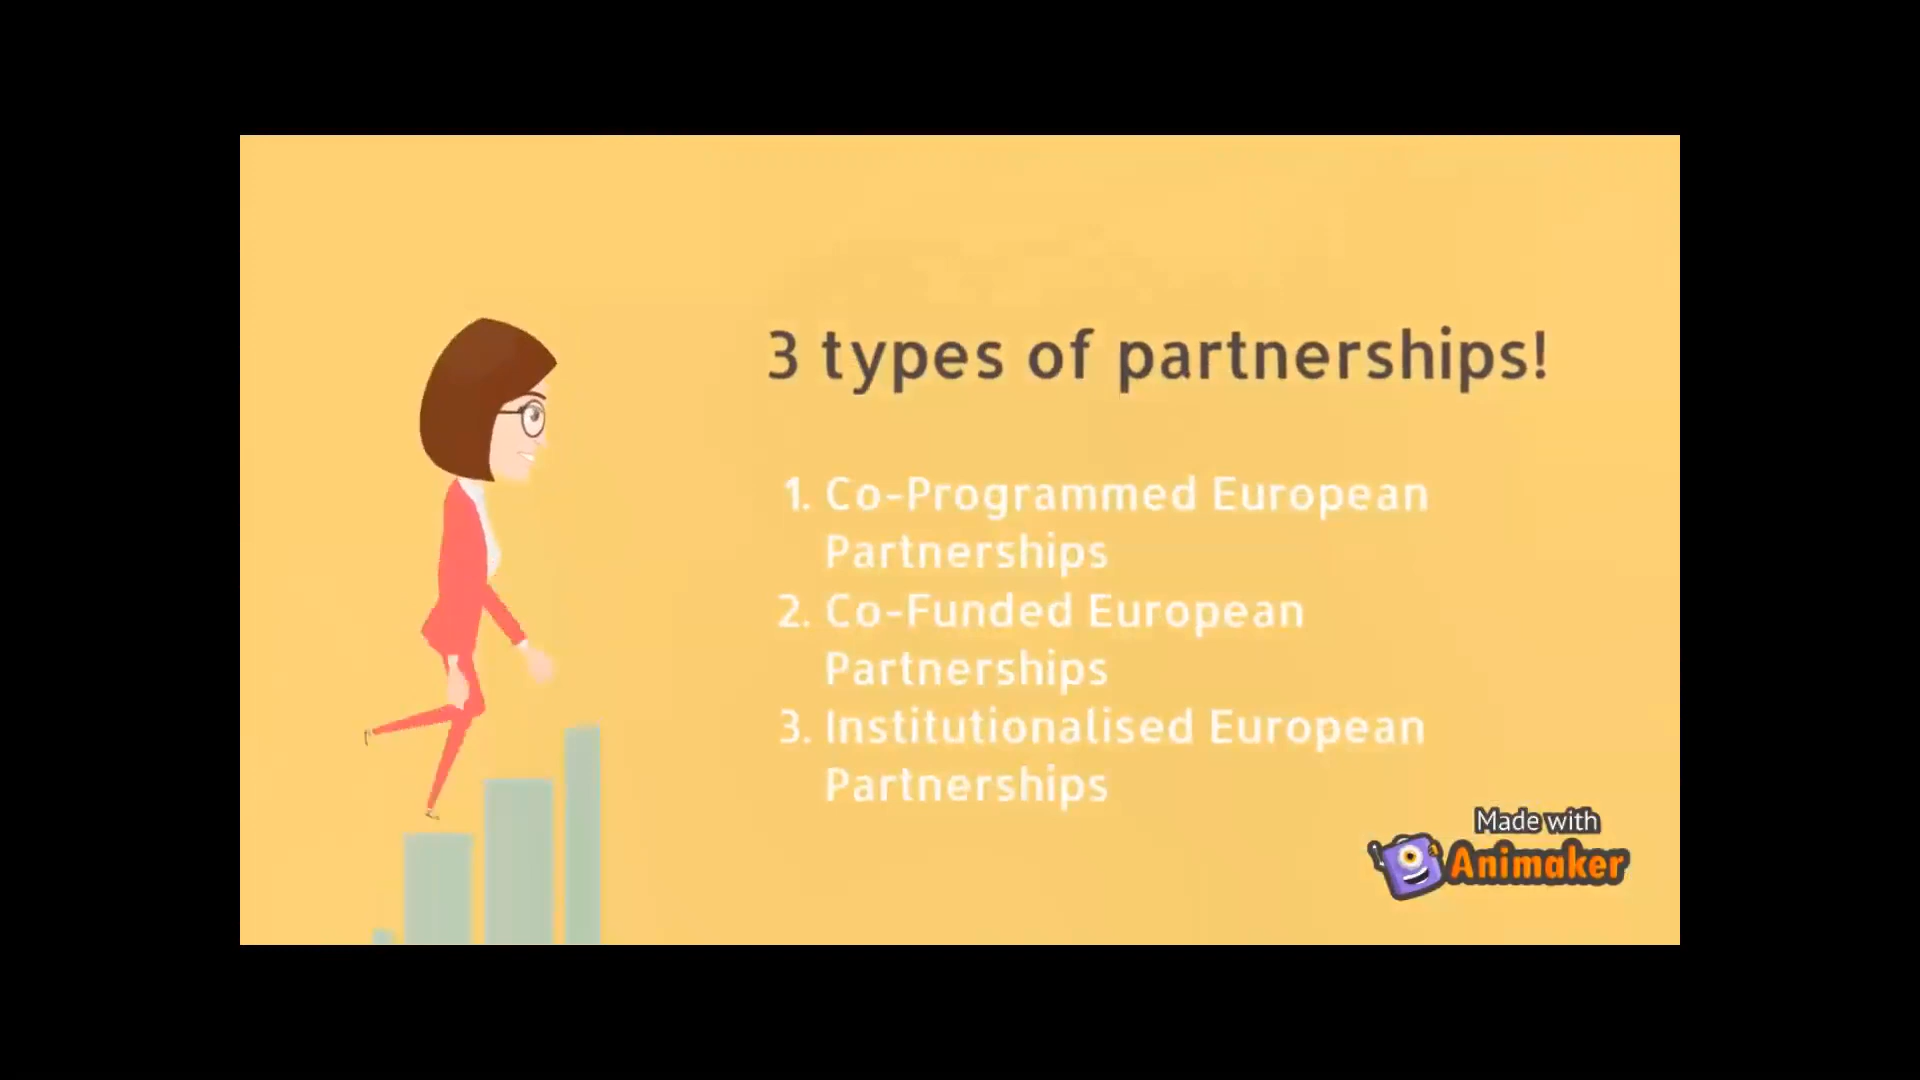 3 types of partnerships!
1. Co-Programmed European
Partnerships
2. Co-Funded European
Partnerships
3. Institutionalised European
Partnerships
Made with
Animaker